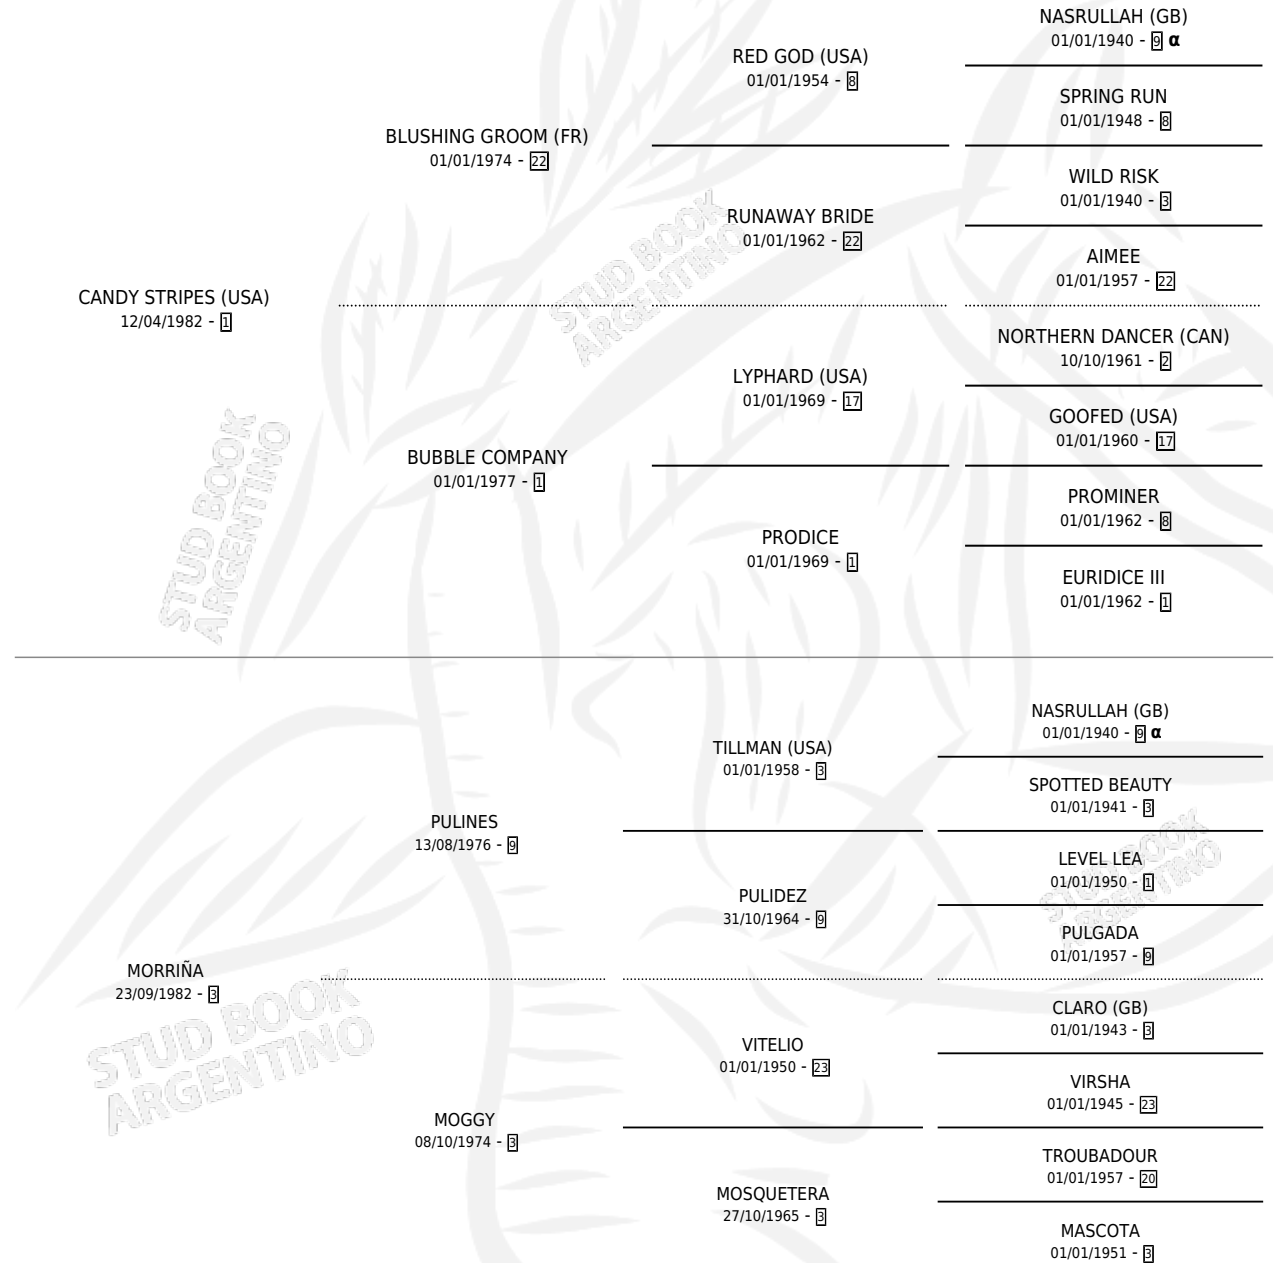 NASRULLAH (GB)
01/01/1940 - 9 α
RED GOD (USA)
01/01/1954 - 8
SPRING RUN
01/01/1948 - 8
BLUSHING GROOM (FR)
01/01/1974 - 22
WILD RISK
01/01/1940 - 3
RUNAWAY BRIDE
01/01/1962 - 22
AIMEE
01/01/1957 - 22
CANDY STRIPES (USA)
12/04/1982 - 1
NORTHERN DANCER (CAN)
10/10/1961 - 2
LYPHARD (USA)
01/01/1969 - 17
GOOFED (USA)
01/01/1960 - 17
BUBBLE COMPANY
01/01/1977 - 1
PROMINER
01/01/1962 - 8
PRODICE
01/01/1969 - 1
EURIDICE III
01/01/1962 - 1
NASRULLAH (GB)
01/01/1940 - 9 α
TILLMAN (USA)
01/01/1958 - 3
SPOTTED BEAUTY
01/01/1941 - 3
PULINES
13/08/1976 - 9
LEVEL LEA
01/01/1950 - 1
PULIDEZ
31/10/1964 - 9
PULGADA
01/01/1957 - 9
MORRIÑA
23/09/1982 - 3
CLARO (GB)
01/01/1943 - 3
VITELIO
01/01/1950 - 23
VIRSHA
01/01/1945 - 23
MOGGY
08/10/1974 - 3
TROUBADOUR
01/01/1957 - 20
MOSQUETERA
27/10/1965 - 3
MASCOTA
01/01/1951 - 3
STUD BOOK
ARGENTINO
STUD BOOK
ARGENTINO
STUD BOOK
ARGENTINO
STUD BOOK
ARGENTINO